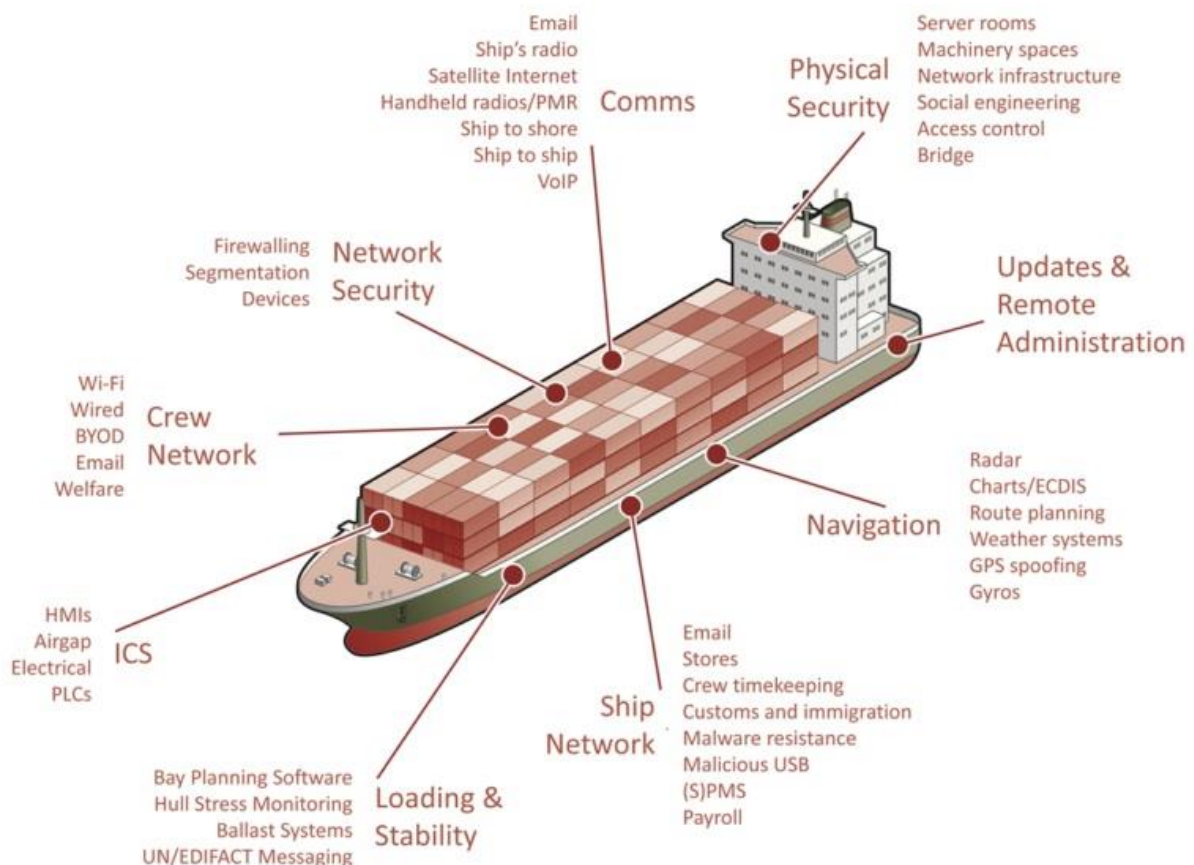 Email
Ship's radio
Satellite Internet
Handheld radios/PMR
Ship to shore
Ship to ship
VoIP
Comms
Physical
Security
Server rooms
Machinery spaces
Network infrastructure
Social engineering
Access control
Bridge
Firewalling
Segmentation
Devices
Network
Security
Updates &
Remote
Administration
Wi-Fi
Wired
BYOD
Email
Welfare
Crew
Network
Navigation
Radar
Charts/ECDIS
Route planning
Weather systems
GPS spoofing
Gyros
HMIs
Airgap
Electrical
PLCs
ICS
Ship
Network
Email
Stores
Crew timekeeping
Customs and immigration
Malware resistance
Malicious USB
(S)PMS
Payroll
Bay Planning Software
Hull Stress Monitoring
Ballast Systems
UN/EDIFACT Messaging
Loading &
Stability